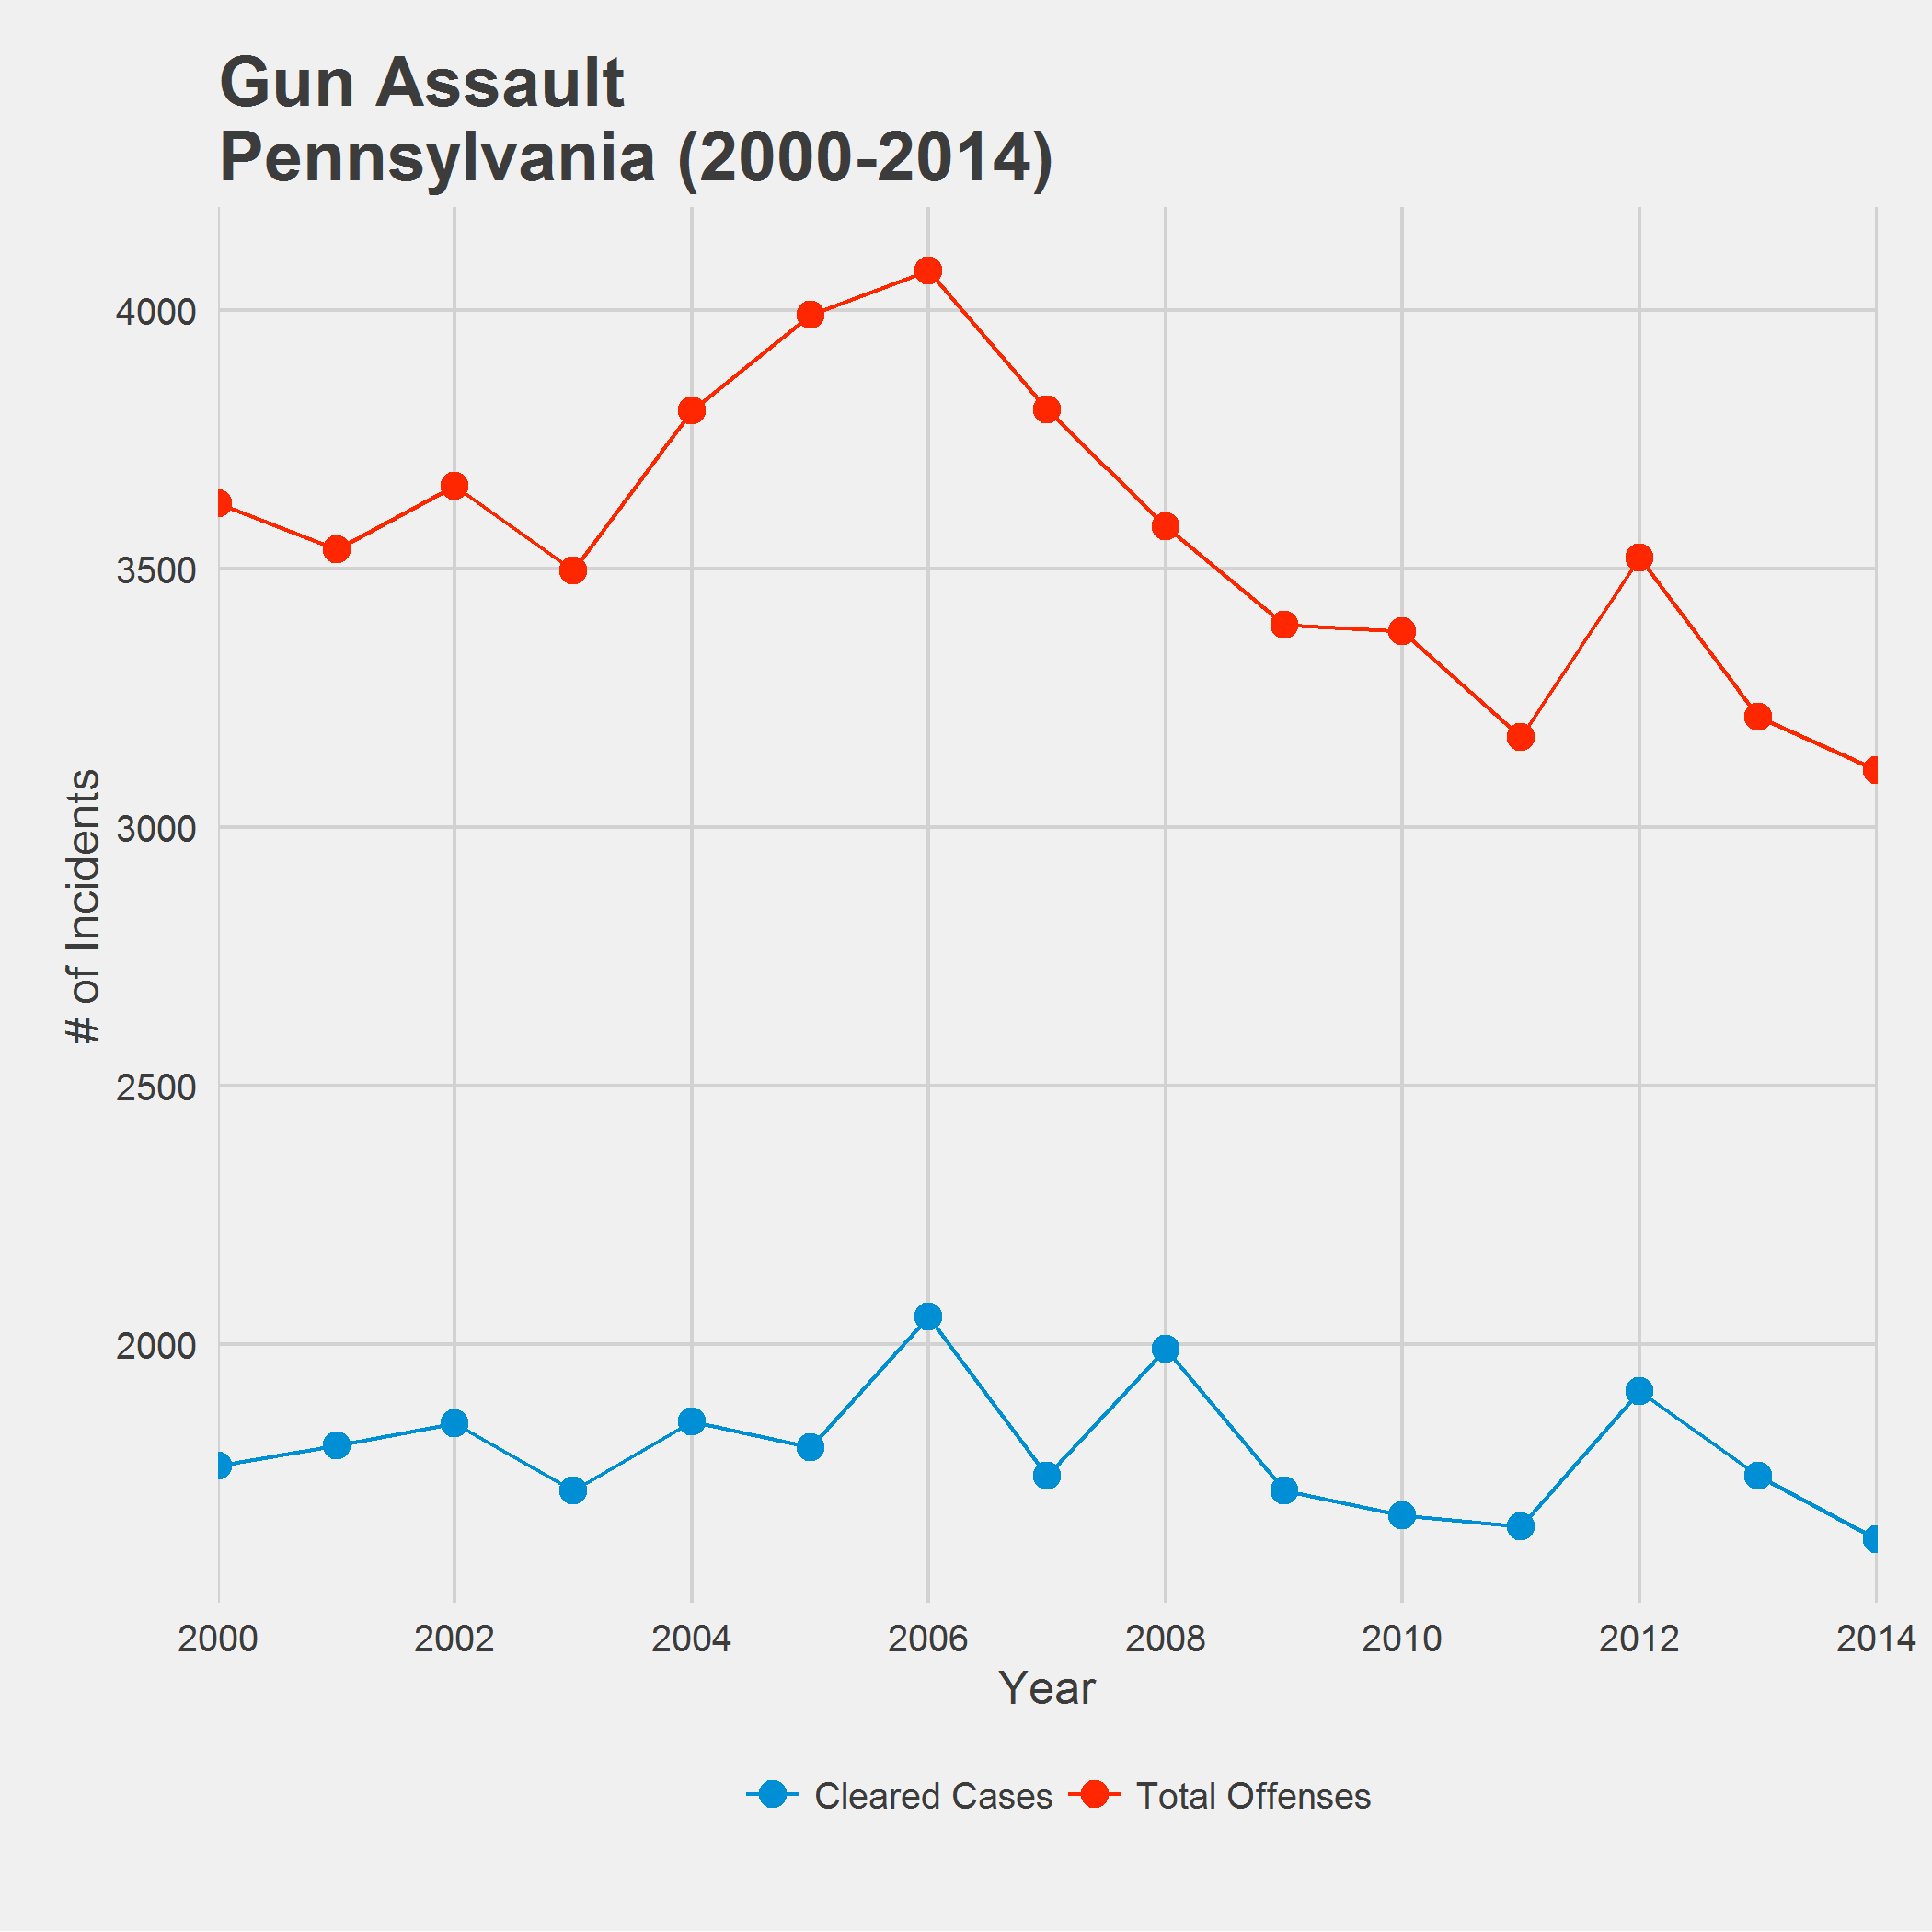 Gun Assault
Pennsylvania (2000-2014)
4000
3500
3000
2500
2000
# of Incidents
2000 2002 2004 2006 2008 2010 2012 2014
Year
Cleared Cases Total Offenses